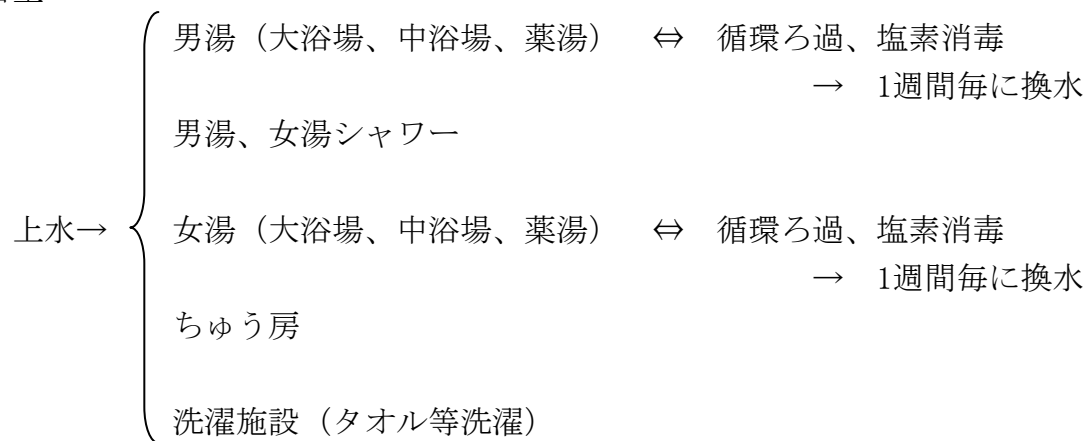 男湯（大浴場、中浴場、薬湯） ⇔ 循環ろ過、塩素消毒
→ 1週間毎に換水
男湯、女湯シャワー
上水→ 女湯（大浴場、中浴場、薬湯） ⇔ 循環ろ過、塩素消毒
→ 1週間毎に換水
ちゅう房
洗濯施設（タオル等洗濯）